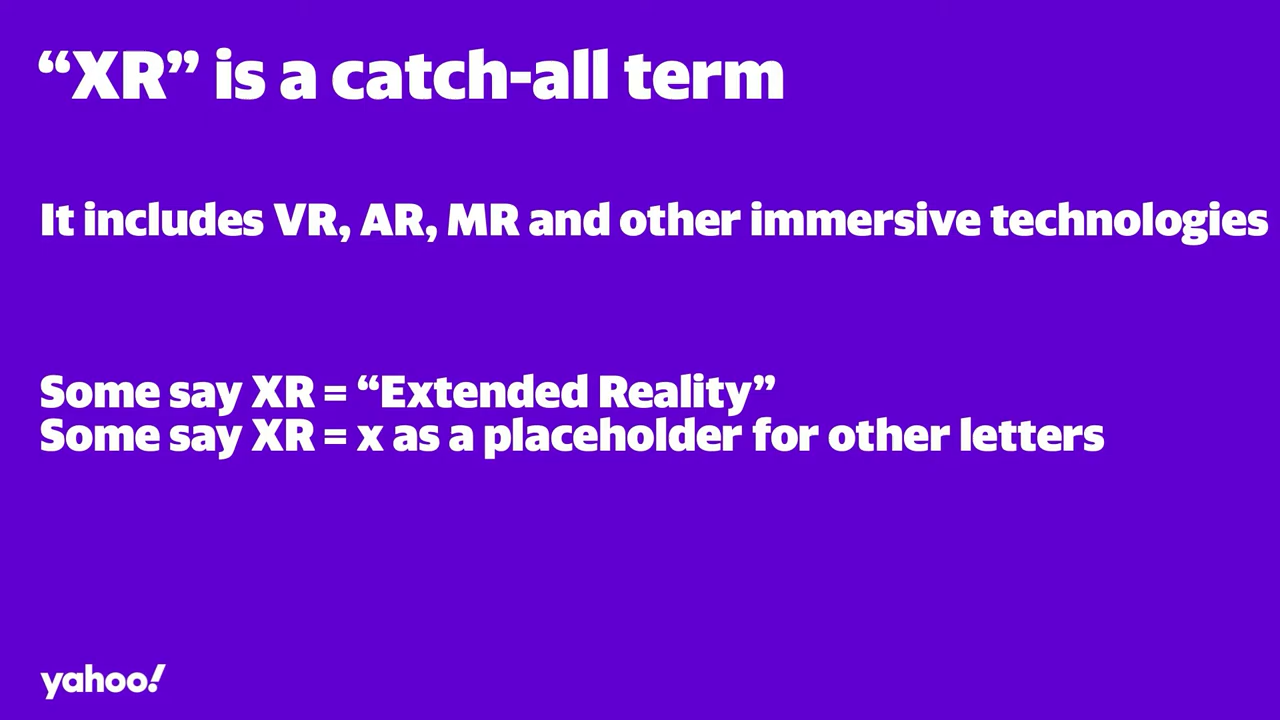 “XR” is a catch-all term
It includes VR, AR, MR and other immersive technologies
Some say XR = “Extended Reality”
Some say XR = x as a placeholder for other letters
yahoo!